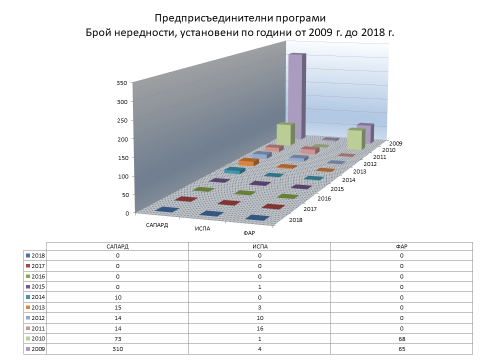 Предприсъединителни програми
Брой нередности, установени по години от 2009 г. до 2018 г.
350
300
250
200
150
100
50
0
САПАРД
ИСПА
ФАР
2009
2010
2011
2012
2013
2014
2015
2016
2017
2018
САПАРД ИСПА ФАР
2018 0 0 0
2017 0 0 0
2016 0 0 0
2015 0 1 0
2014 10 0 0
2013 15 3 0
2012 14 10 0
2011 14 16 0
2010 73 1 68
2009 310 4 65